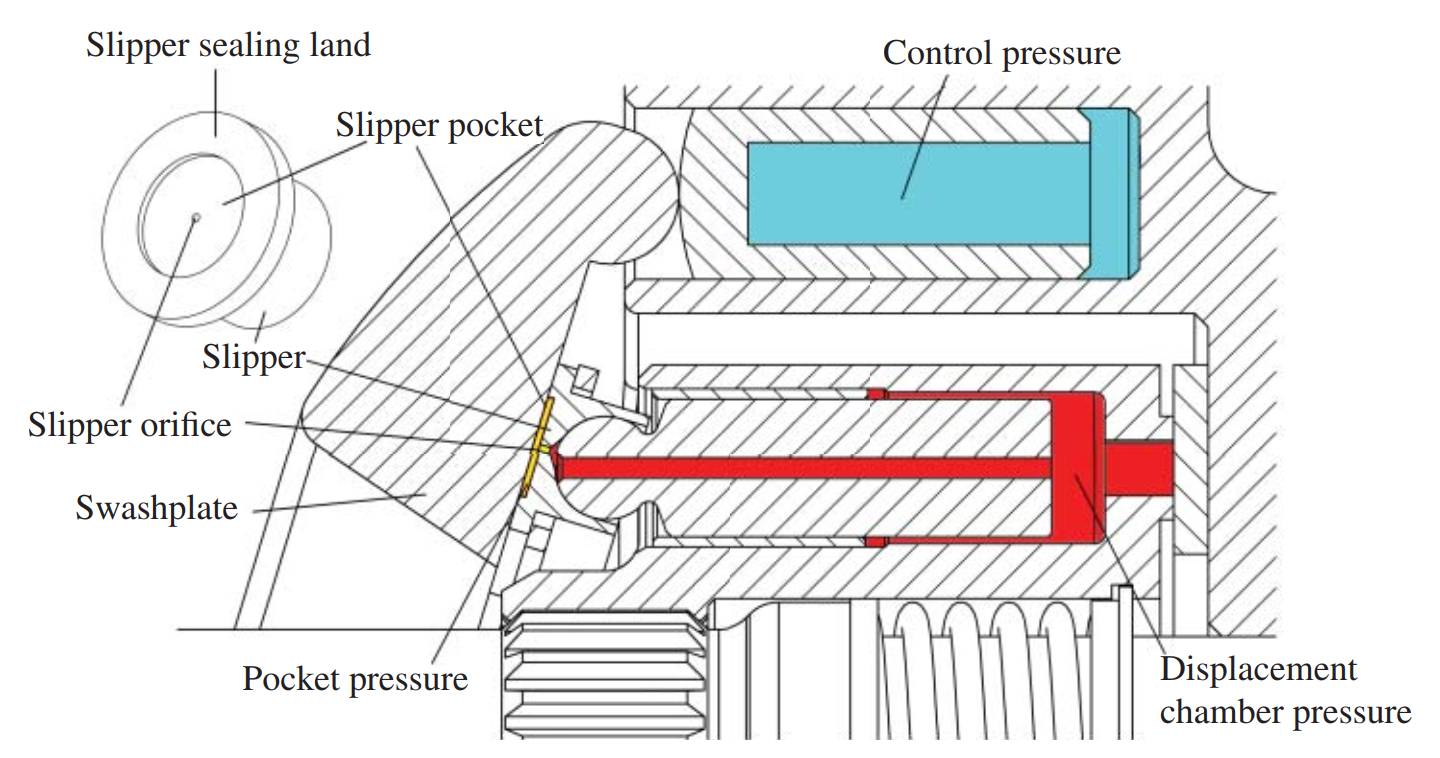 Slipper sealing land
Control pressure
Slipper pocket
Slipper
Slipper orifice
Swashplate
Pocket pressure
Displacement
chamber pressure